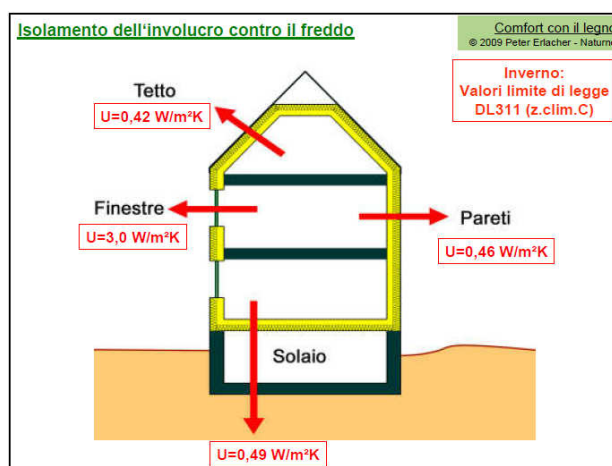 Isolamento dell'involucro contro il freddo
Comfort con il legno
© 2009 Peter Erlacher -
Inverno:
Valori limite di legge
DL311 (z.clim.C)
Tetto
U=0,42 W/m²K
Finestre
U=3,0 W/m²K
Pareti
U=0,46 W/m²K
Solaio
U=0,49 W/m²K